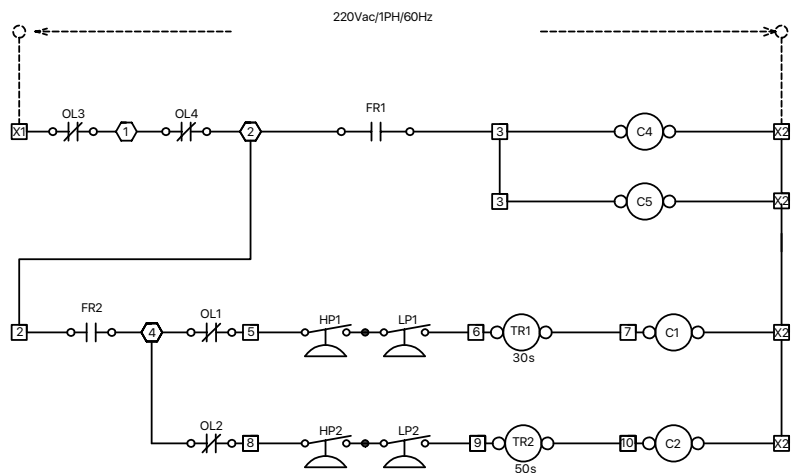 220Vac/1PH/60Hz
OL3 OL4 FR1
X1 1 2 3 C4 X2
3 C5 X2
FR2 OL1 HP1 LP1
2 4 5 6 TR1 7 C1 X2
30s
OL2 HP2 LP2
8 9 TR2 10 C2 X2
50s